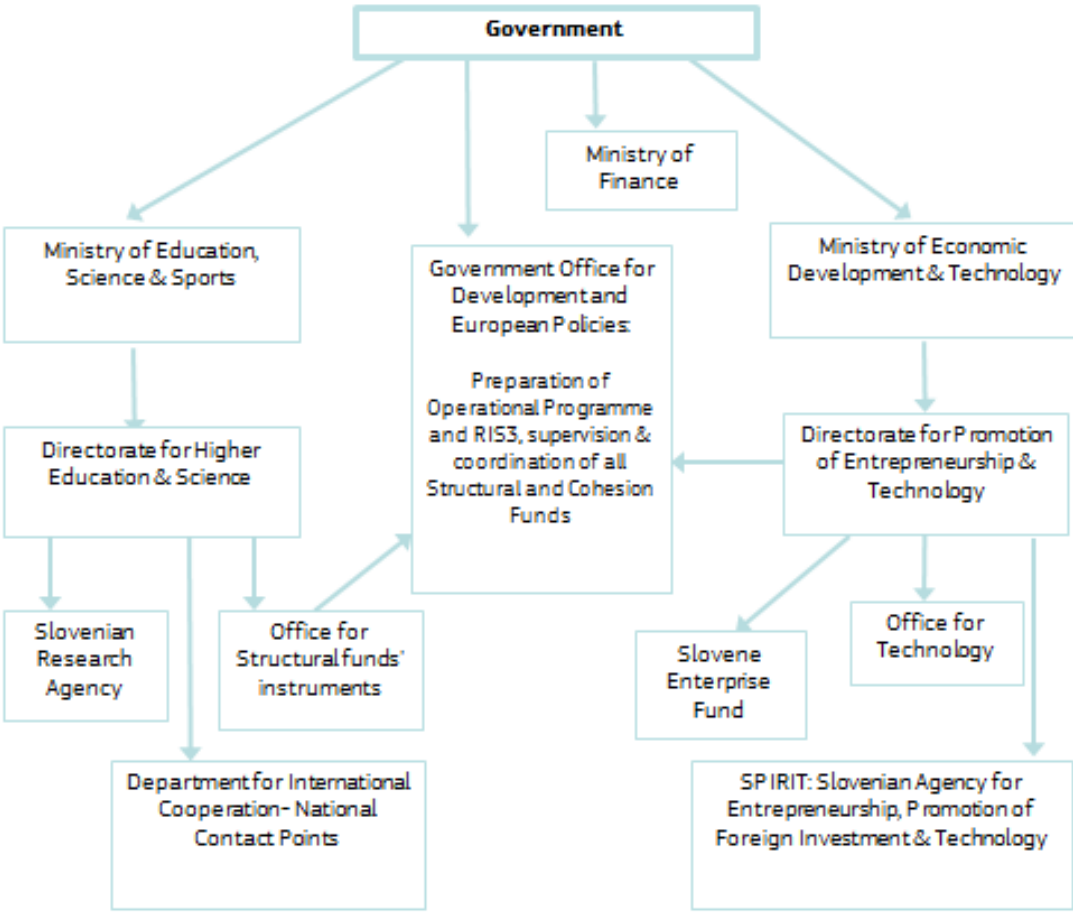 Government
Ministry of
Finance
Ministry of Education,
Science & Sports
Government Office for
Development and
European Policies:
Preparation of
Operational Programme
and RIS3, supervision &
coordination of all
Structural and Cohesion
Funds
Ministry of Economic
Development & Technology
Directorate for Higher
Education & Science
Directorate for Promotion
of Entrepreneurship &
Technology
Slovenian
Research
Agency
Office for
Structural funds'
instruments
Slovene
Enterprise
Fund
Office for
Technology
Department for International
Cooperation- National
Contact Points
SPIRIT: Slovenian Agency for
Entrepreneurship, Promotion of
Foreign Investment & Technology